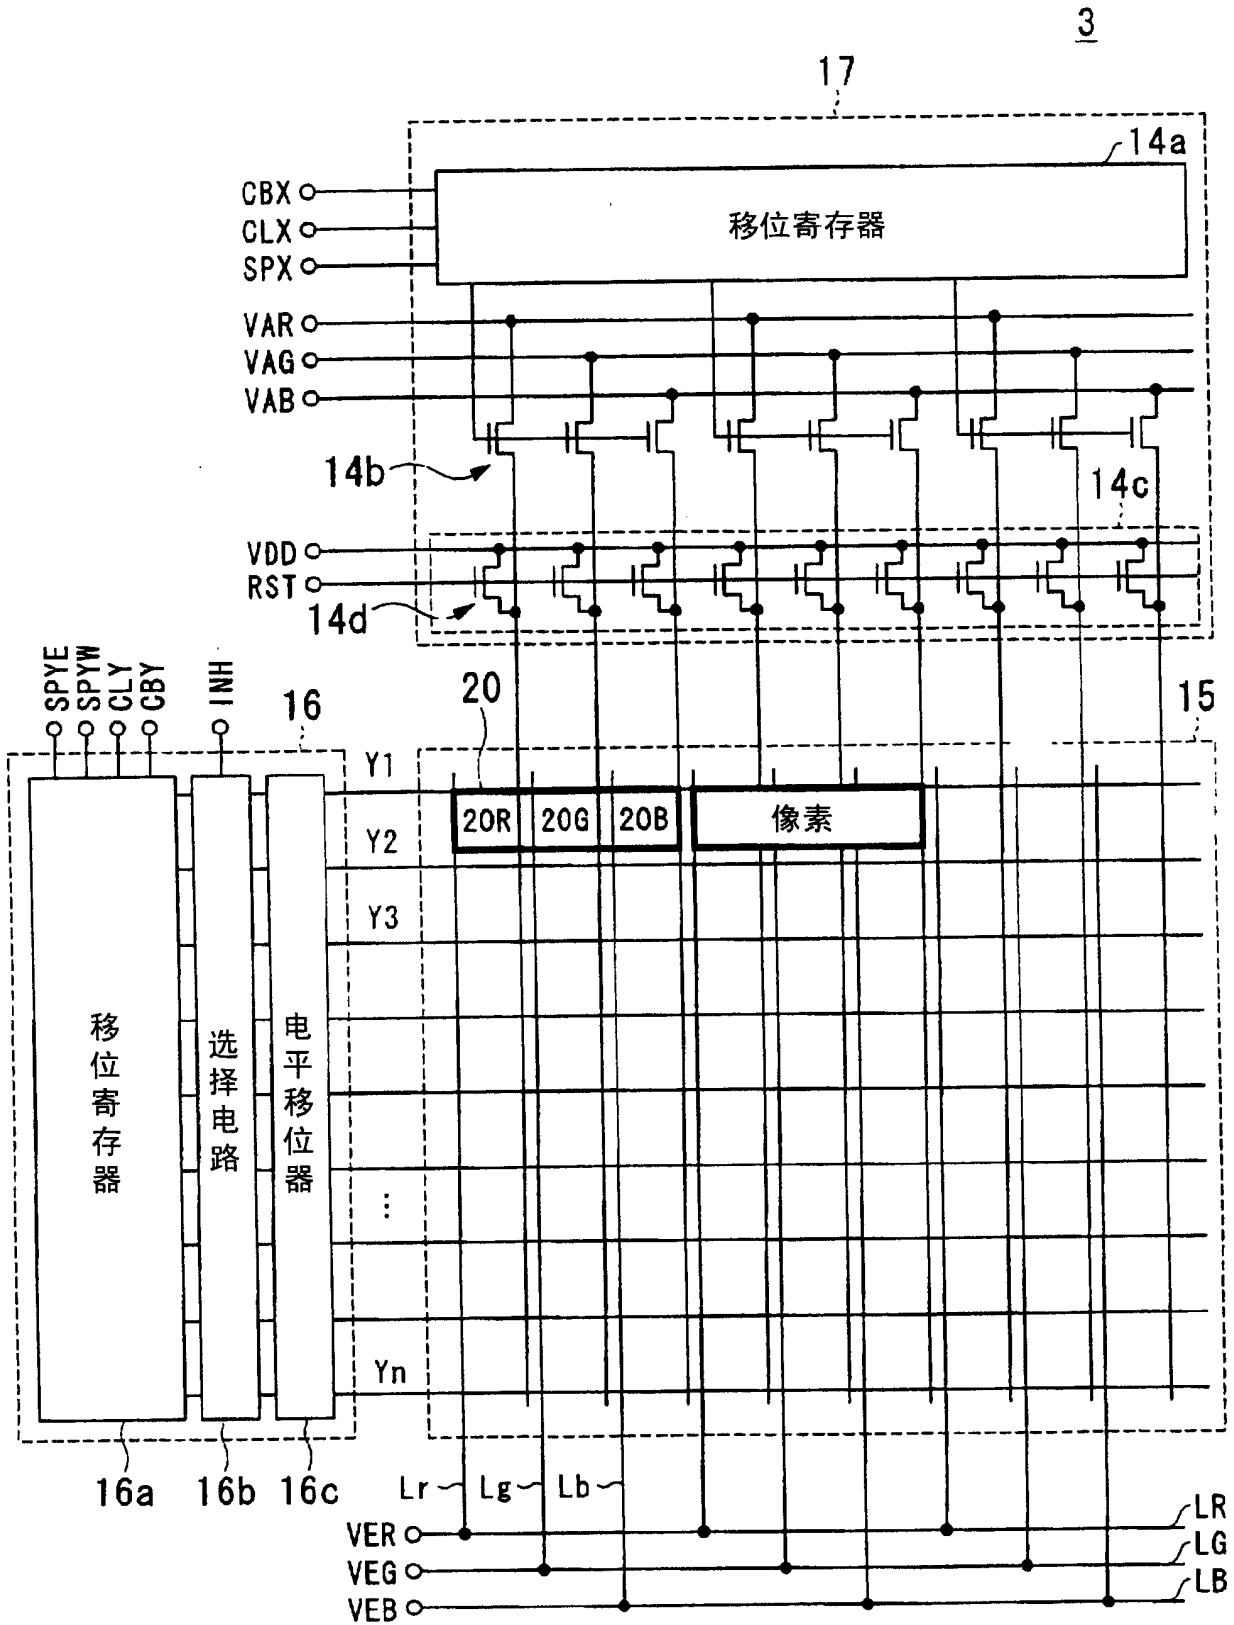 3
17
14a
CBX
CLX
SPX
移位寄存器
VAR
VAG
VAB
14b
14c
VDD
RST
14d
SPYE
SPYW
CLY
CBY
INH
16
20
15
Y1
20R
20G
20B
像素
Y2
Y3
移位寄存器
选择电路
电平移位器
⋮
Yn
16a
16b
16c
Lr
Lg
Lb
VER
VEG
VEB
LR
LG
LB